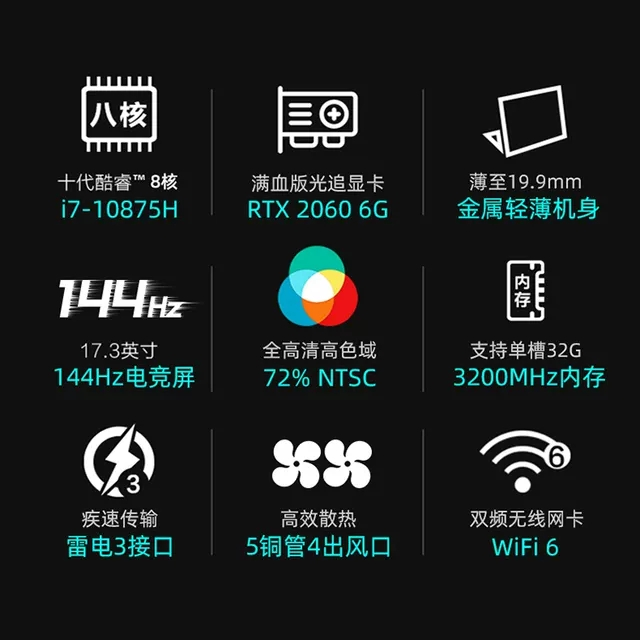 八核
十代酷睿™ 8核
i7-10875H
满血版光追显卡
RTX 2060 6G
薄至19.9mm
金属轻薄机身
144Hz
17.3英寸
144Hz电竞屏
全高清高色域
72% NTSC
内存
支持单槽32G
3200MHz内存
3
疾速传输
雷电3接口
高效散热
5铜管4出风口
6
双频无线网卡
WiFi 6